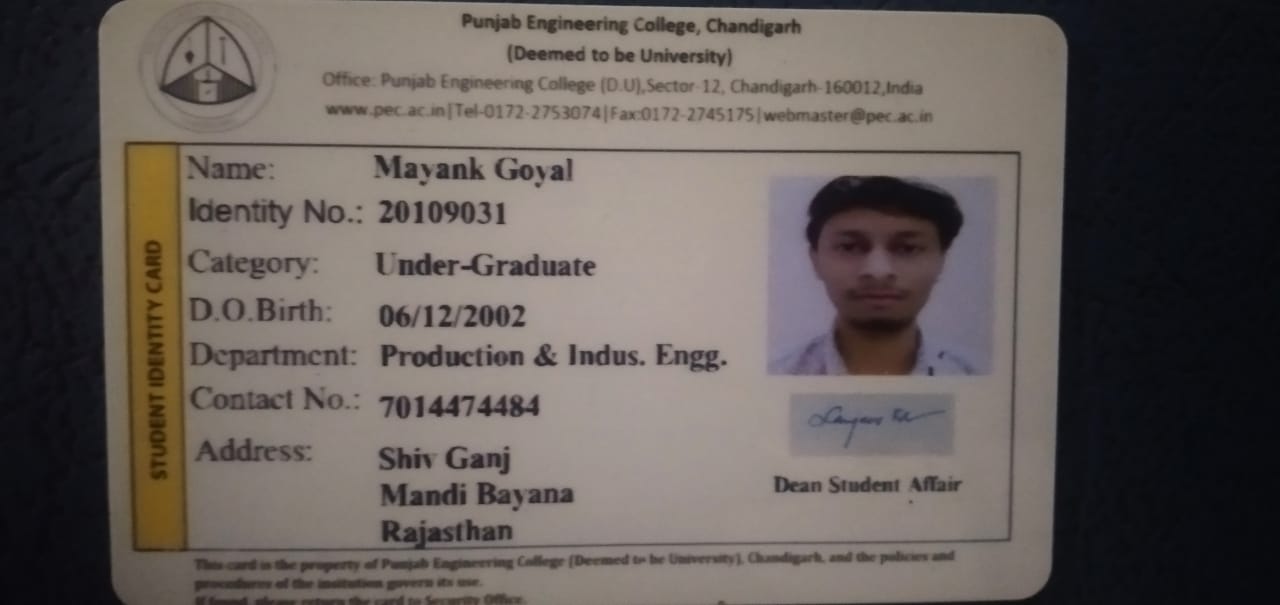 Punjab Engineering College, Chandigarh
(Deemed to be University)
Office: Punjab Engineering College (D.U),Sector-12, Chandigarh-160012,India
www.pec.ac.in|Tel-0172-2753074|Fax:0172-2745175|webmaster@pec.ac.in
STUDENT IDENTITY CARD
Name: Mayank Goyal
Identity No.: 20109031
Category: Under-Graduate
D.O.Birth: 06/12/2002
Department: Production & Indus. Engg.
Contact No.: 7014474484
Address: Shiv Ganj
Mandi Bayana
Rajasthan
Dean Student Affair
This card is the property of Punjab Engineering College (Deemed to be University), Chandigarh, and the policies and
procedures of the institution govern its use.
If found, please return the card to Security Office.